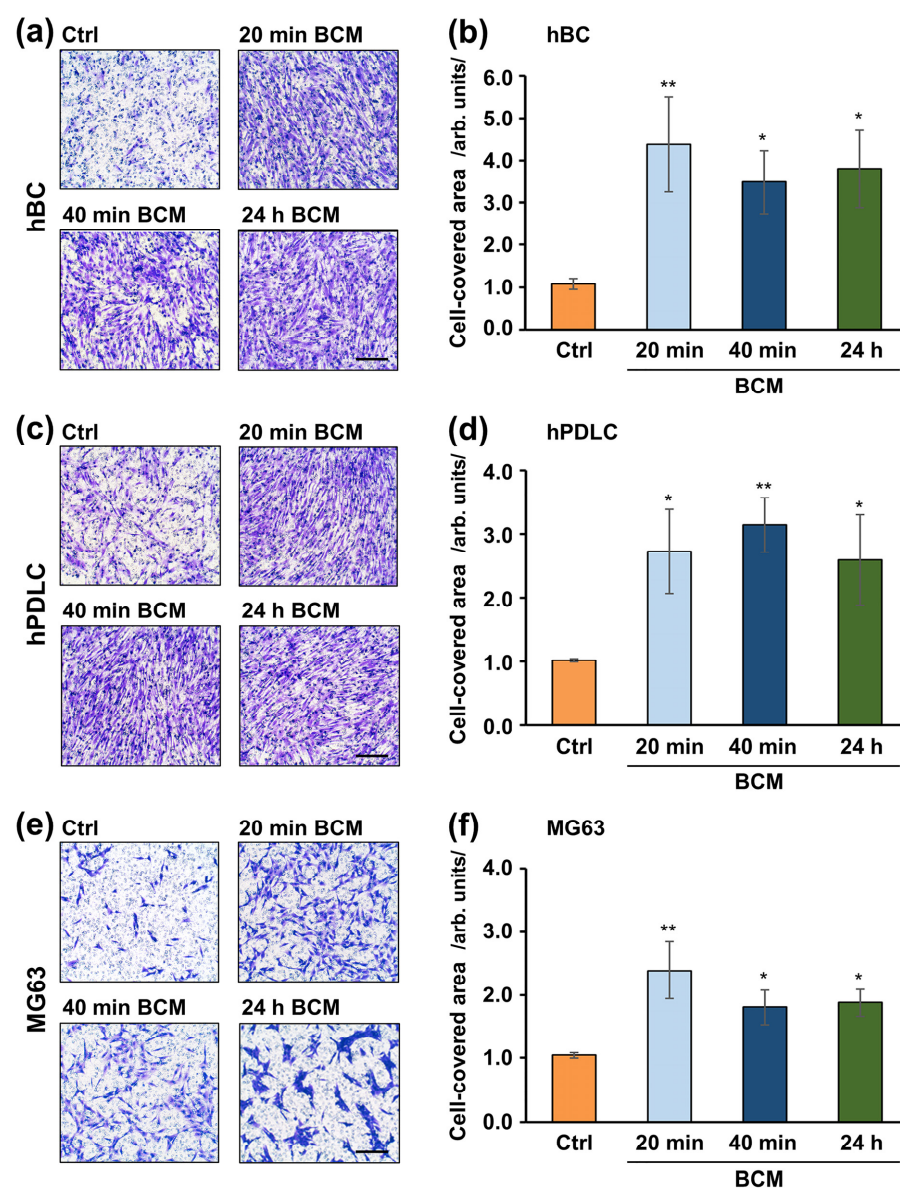 (a) Ctrl 20 min BCM
hBC
40 min BCM 24 h BCM
(b) hBC
Cell-covered area /arb. units/
6.0
5.0
4.0
3.0
2.0
1.0
0.0
** * *
Ctrl 20 min 40 min 24 h
BCM
(c) Ctrl 20 min BCM
hPDLC
40 min BCM 24 h BCM
(d) hPDLC
Cell-covered area /arb. units/
4.0
3.0
2.0
1.0
0.0
* ** *
Ctrl 20 min 40 min 24 h
BCM
(e) Ctrl 20 min BCM
MG63
40 min BCM 24 h BCM
(f) MG63
Cell-covered area /arb. units/
4.0
3.0
2.0
1.0
0.0
** * *
Ctrl 20 min 40 min 24 h
BCM